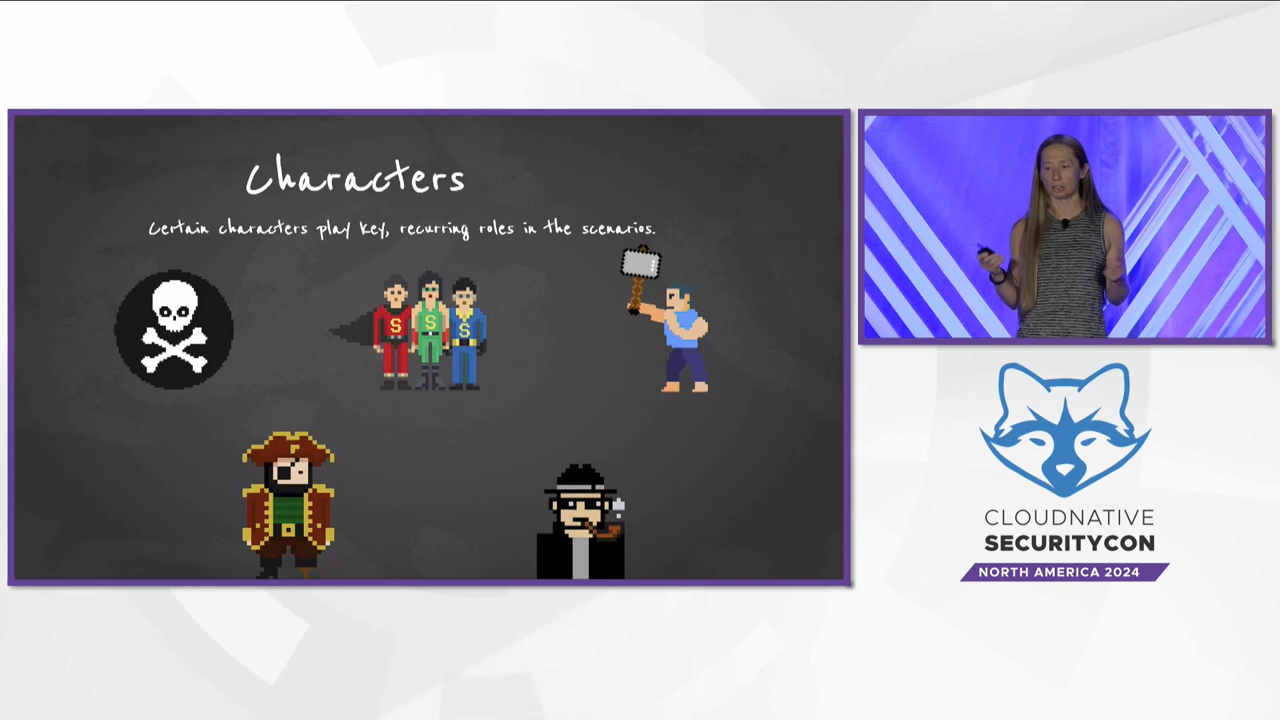 Characters
Certain characters play key, recurring roles in the scenarios.
S
S
S
CLOUDNATIVE
SECURITYCON
NORTH AMERICA 2024